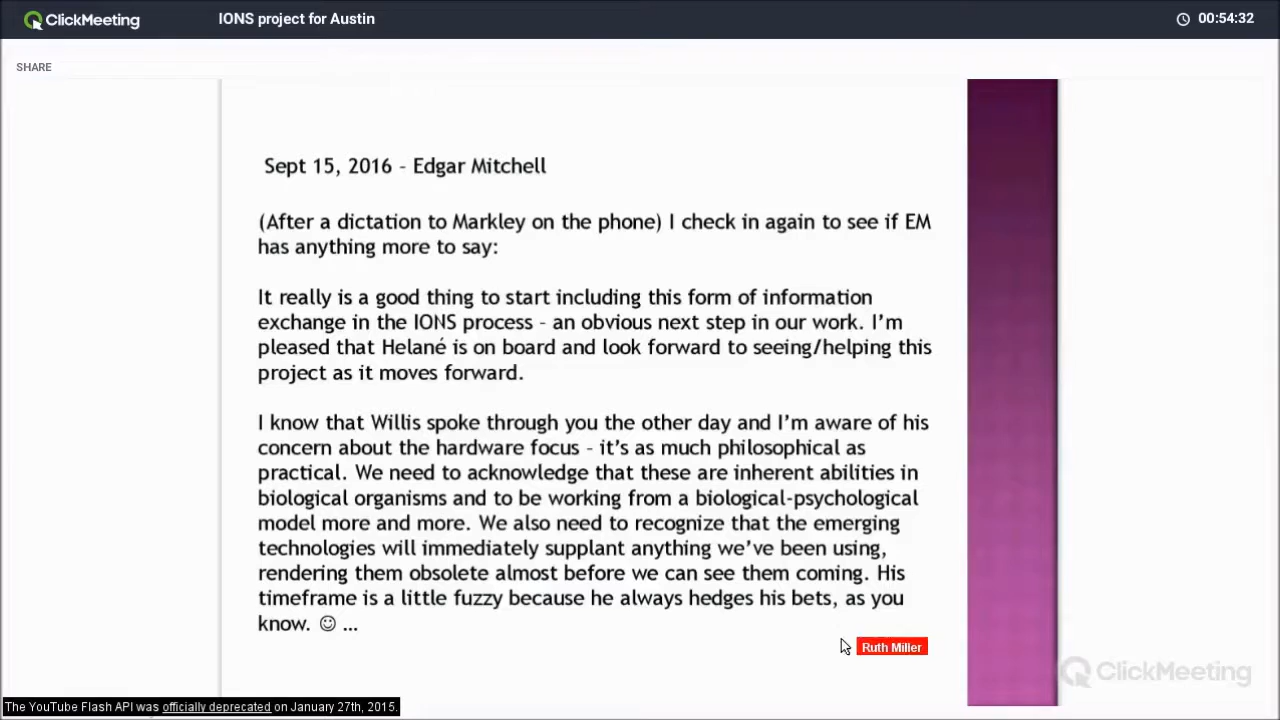 ClickMeeting
IONS project for Austin
00:54:32
SHARE
Sept 15, 2016 - Edgar Mitchell
(After a dictation to Markley on the phone) I check in again to see if EM
has anything more to say:
It really is a good thing to start including this form of information
exchange in the IONS process - an obvious next step in our work. I'm
pleased that Helané is on board and look forward to seeing/helping this
project as it moves forward.
I know that Willis spoke through you the other day and I'm aware of his
concern about the hardware focus - it's as much philosophical as
practical. We need to acknowledge that these are inherent abilities in
biological organisms and to be working from a biological-psychological
model more and more. We also need to recognize that the emerging
technologies will immediately supplant anything we've been using,
rendering them obsolete almost before we can see them coming. His
timeframe is a little fuzzy because he always hedges his bets, as you
know. ☺ ...
Ruth Miller
ClickMeeting
The YouTube Flash API was officially deprecated on January 27th, 2015.